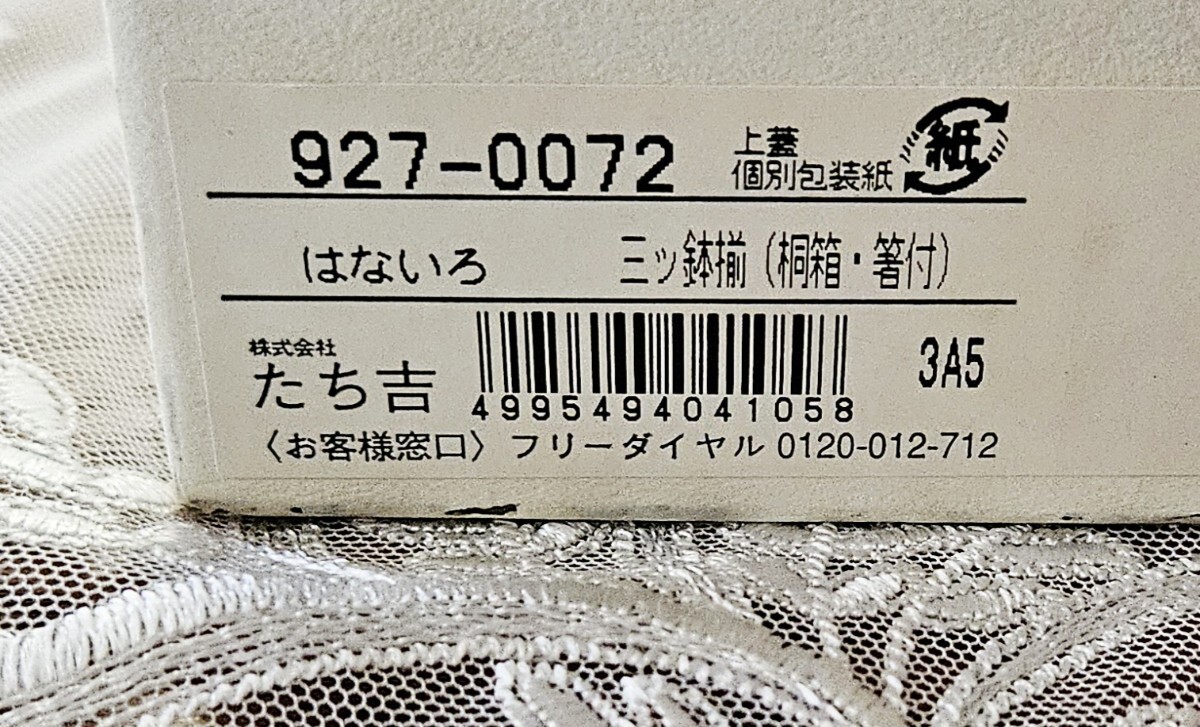 927-0072
上蓋
個別包装紙
紙
はないろ 三ッ鉢揃(桐箱・箸付)
株式会社
たち吉
4995494041058
3A5
〈お客様窓口〉フリーダイヤル 0120-012-712